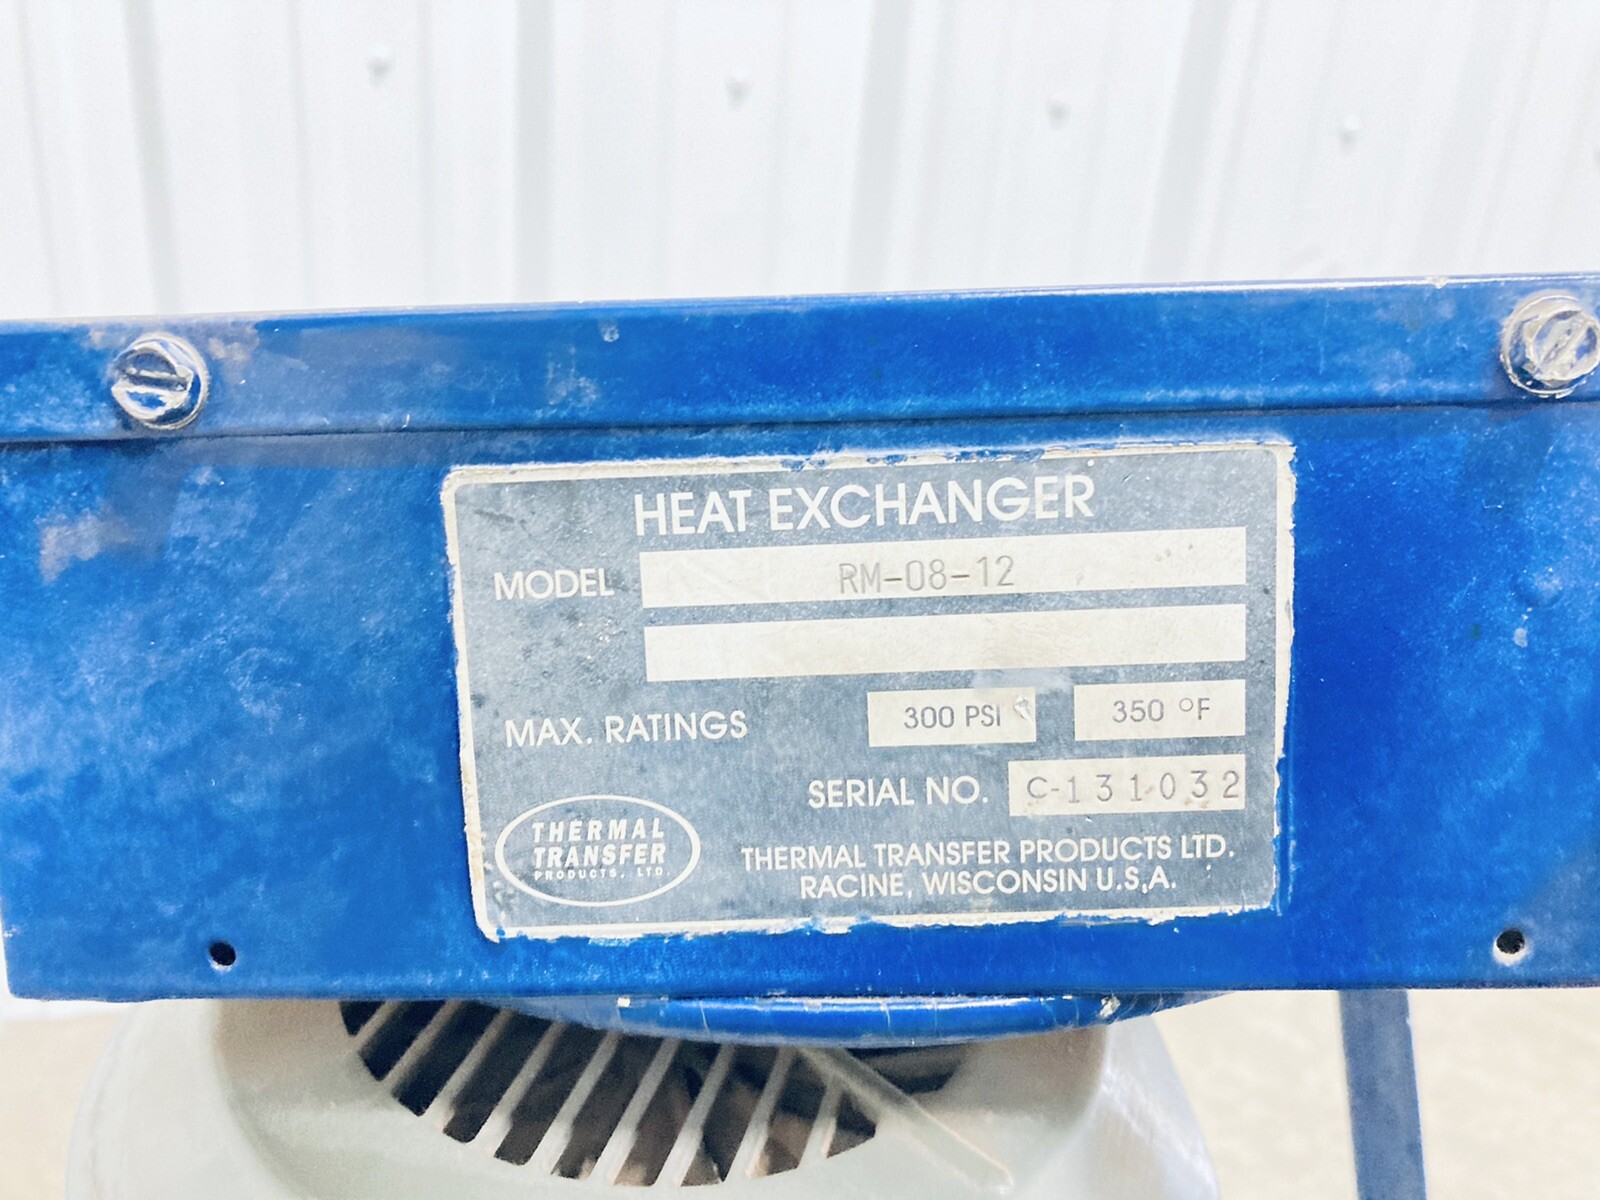 HEAT EXCHANGER
MODEL RM-08-12
MAX. RATINGS 300 PSI 350 °F
SERIAL NO. C-131032
THERMAL
TRANSFER
PRODUCTS, LTD.
THERMAL TRANSFER PRODUCTS LTD.
RACINE, WISCONSIN U.S.A.